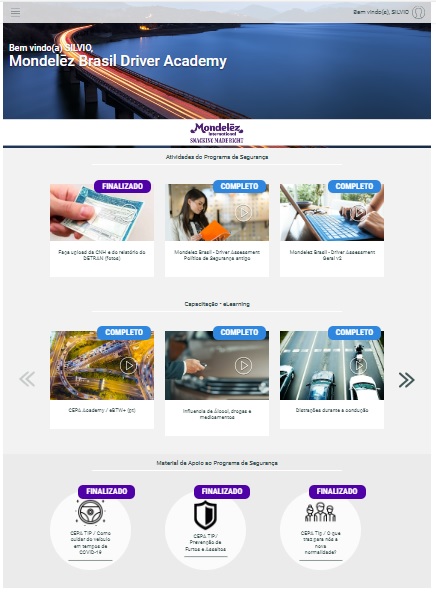 Bem vindo(a), SILVIO
Bem vindo(a) SILVIO,
Mondelēz Brasil Driver Academy
Mondelēz
International
SNACKING MADE RIGHT
Atividades do Programa de Segurança
FINALIZADO
COMPLETO
COMPLETO
Faça upload da CNH e do relatório do
DETRAN (fotos)
Mondelez Brasil - Driver Assessment
Política de Segurança antigo
Mondelez Brasil - Driver Assessment
Geral v2
Capacitação - eLearning
COMPLETO
COMPLETO
COMPLETO
CEPA Academy / eBTW+ (pt)
Influencia de Álcool, drogas e
medicamentos
Distrações durante a condução
Material de Apoio ao Programa de Segurança
FINALIZADO
FINALIZADO
FINALIZADO
CEPA TIP / Como
cuidar do veículo
em tempos de
COVID-19
CEPA TIP/
Prevenção de
Furtos e Assaltos
CEPA Tip / O que
traz para nós a
nova
normalidade?